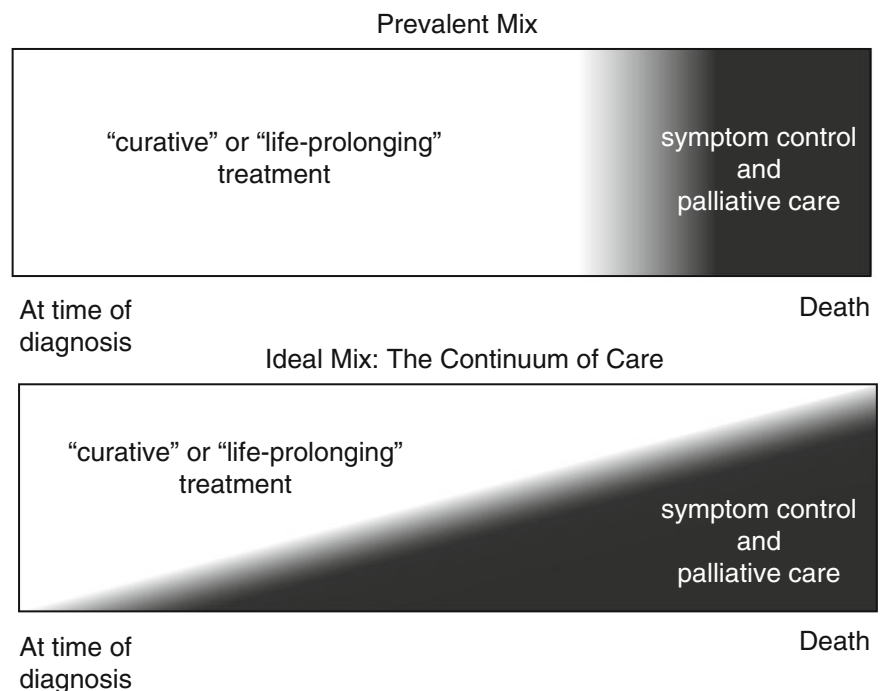 Prevalent Mix
“curative” or “life-prolonging”
treatment
symptom control
and
palliative care
At time of
diagnosis
Death
Ideal Mix: The Continuum of Care
“curative” or “life-prolonging”
treatment
symptom control
and
palliative care
At time of
diagnosis
Death